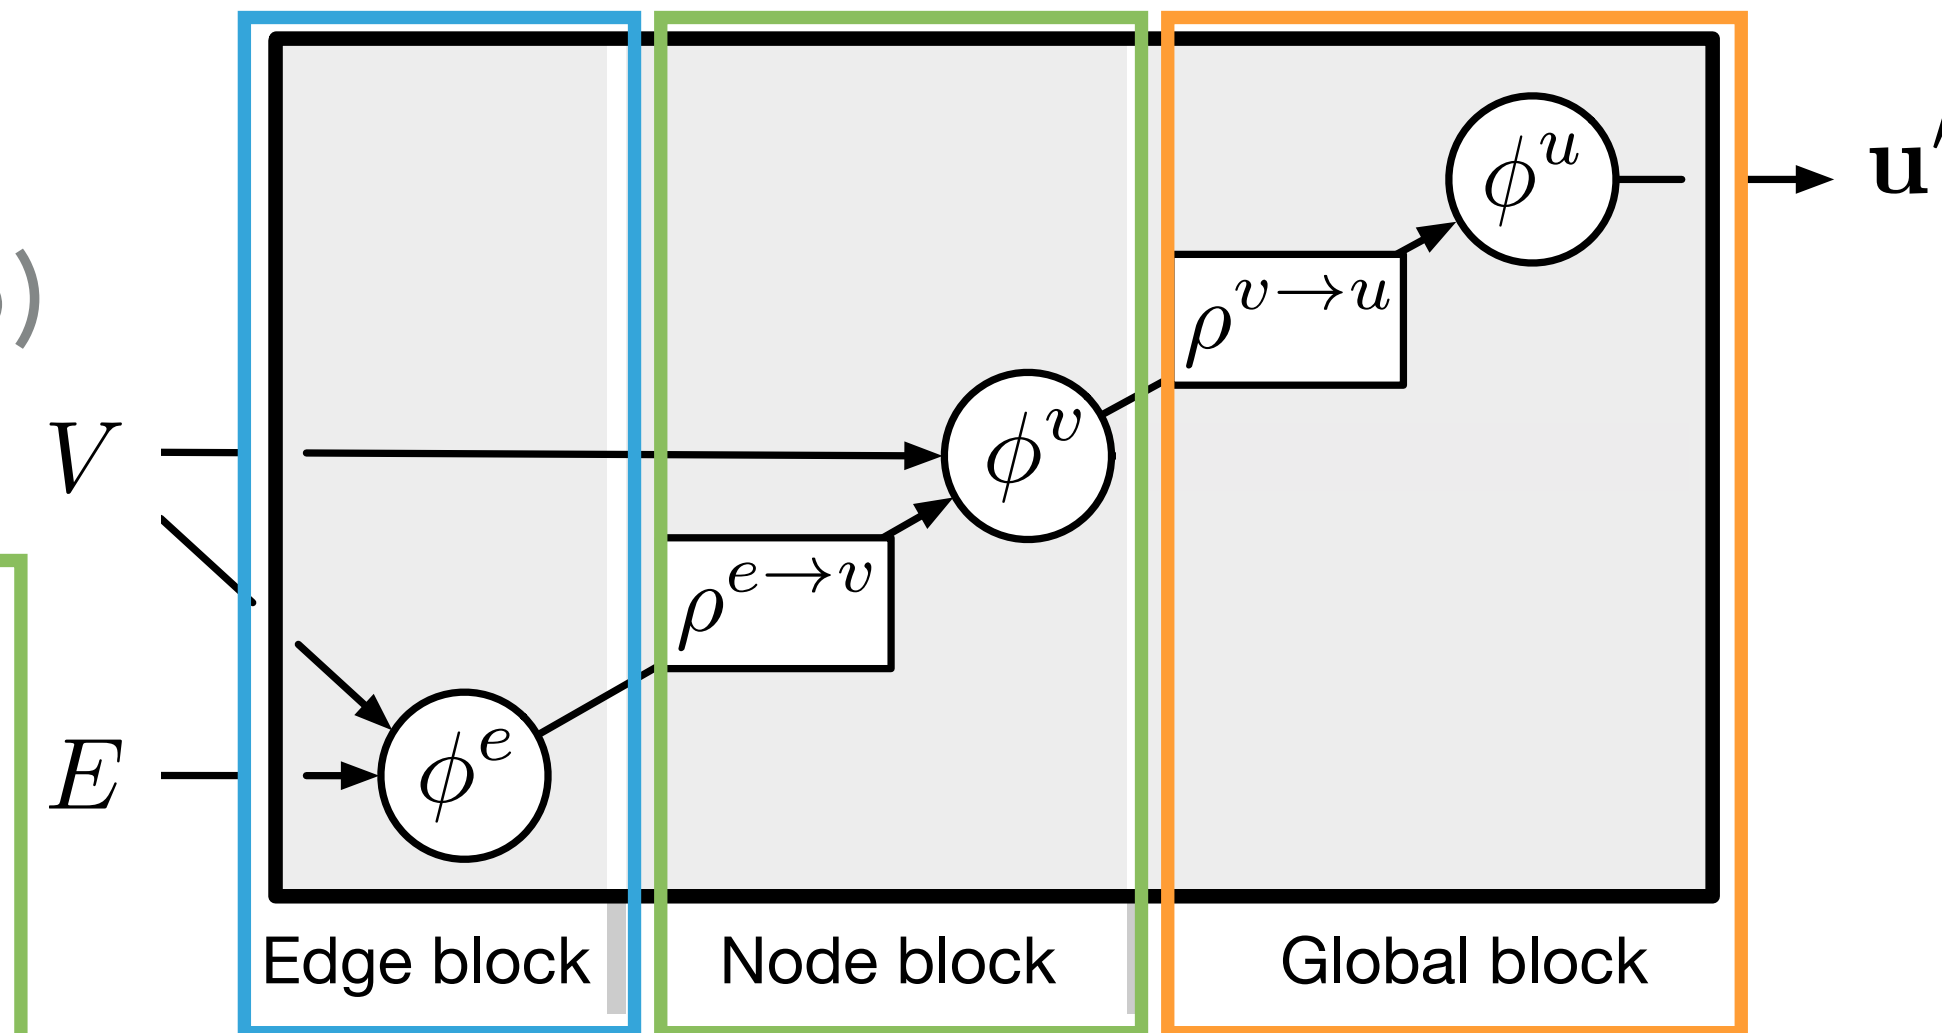 ϕ^u
u′
ρ^{v→u}
)
V
ϕ^v
ρ^{e→v}
E
ϕ^e
Edge block
Node block
Global block